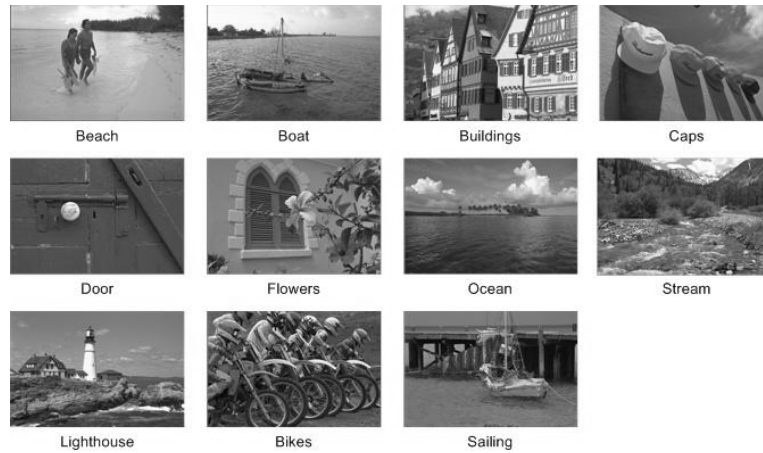 Beach
Boat
Buildings
Caps
Door
Flowers
Ocean
Stream
Lighthouse
Bikes
Sailing